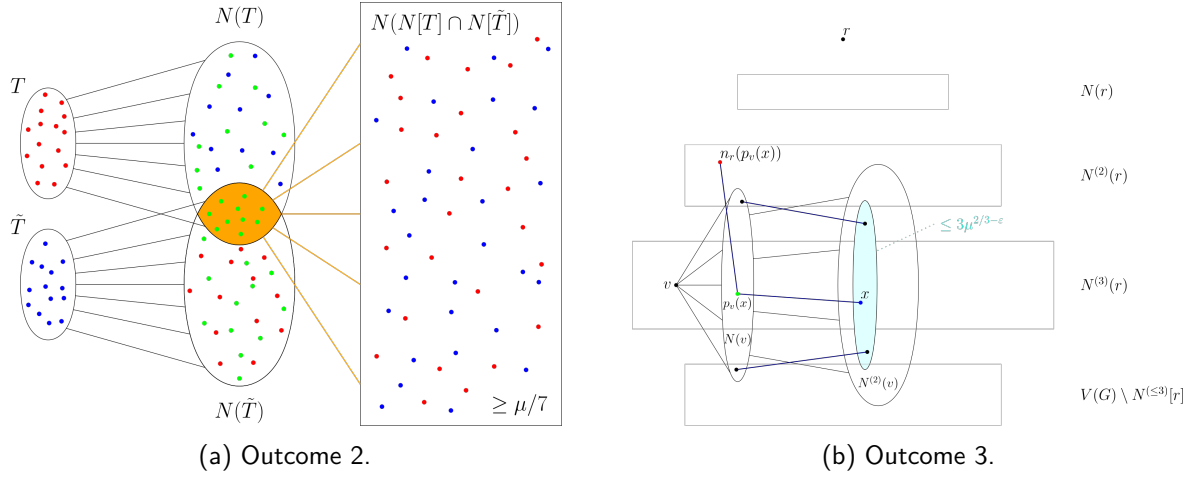 N(T)
T
T̃
N(T̃)
N(N[T] ∩ N[T̃])
≥ μ/7
(a) Outcome 2.
r
N(r)
n_r(p_v(x))
N^{(2)}(r)
≤ 3μ^{2/3−ε}
v
p_v(x)
x
N^{(3)}(r)
N(v)
N^{(2)}(v)
V(G) \ N^{(≤3)}[r]
(b) Outcome 3.